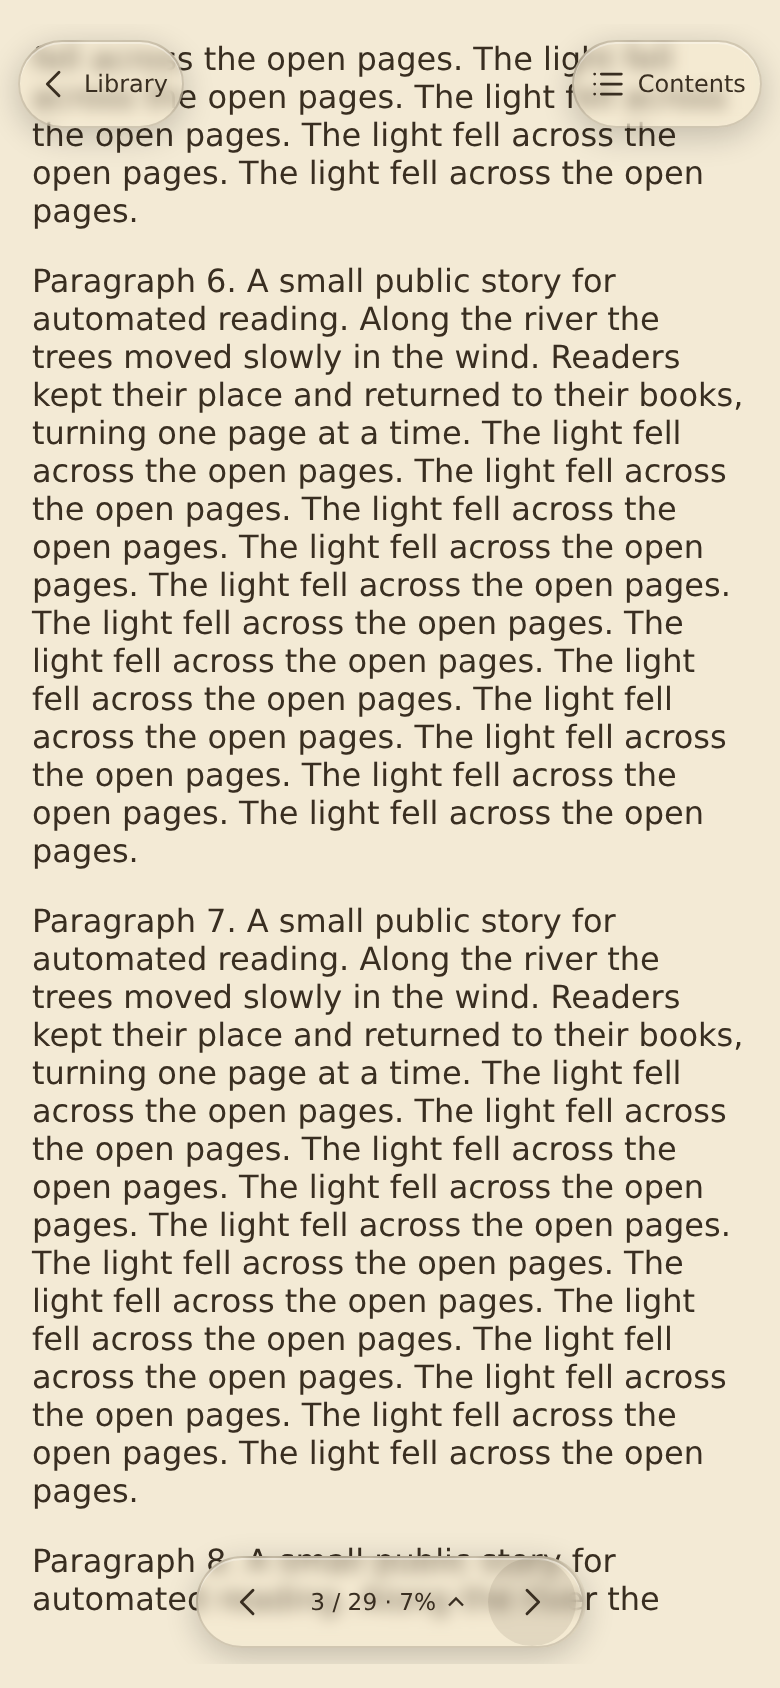 s the open pages. The lig
Library
Contents
e open pages. The light f
the open pages. The light fell across the
open pages. The light fell across the open
pages.
Paragraph 6. A small public story for
automated reading. Along the river the
trees moved slowly in the wind. Readers
kept their place and returned to their books,
turning one page at a time. The light fell
across the open pages. The light fell across
the open pages. The light fell across the
open pages. The light fell across the open
pages. The light fell across the open pages.
The light fell across the open pages. The
light fell across the open pages. The light
fell across the open pages. The light fell
across the open pages. The light fell across
the open pages. The light fell across the
open pages. The light fell across the open
pages.
Paragraph 7. A small public story for
automated reading. Along the river the
trees moved slowly in the wind. Readers
kept their place and returned to their books,
turning one page at a time. The light fell
across the open pages. The light fell across
the open pages. The light fell across the
open pages. The light fell across the open
pages. The light fell across the open pages.
The light fell across the open pages. The
light fell across the open pages. The light
fell across the open pages. The light fell
across the open pages. The light fell across
the open pages. The light fell across the
open pages. The light fell across the open
pages.
Paragraph 8. A small public story for
automated r the
3 / 29 · 7%